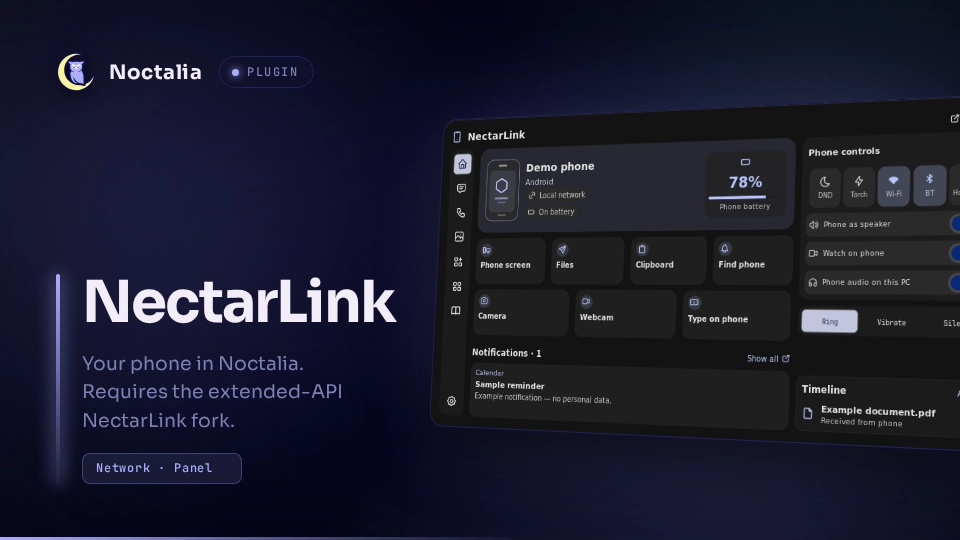 Noctalia
PLUGIN
NectarLink
Your phone in Noctalia.
Requires the extended-API
NectarLink fork.
Network · Panel
NectarLink
Demo phone
Android
Local network
On battery
78%
Phone battery
Phone screen
Files
Clipboard
Find phone
Camera
Webcam
Type on phone
Notifications · 1
Show all
Calendar
Sample reminder
Example notification — no personal data.
Phone controls
DND
Torch
Wi-Fi
BT
Phone as speaker
Watch on phone
Phone audio on this PC
Ring
Vibrate
Timeline
Example document.pdf
Received from phone